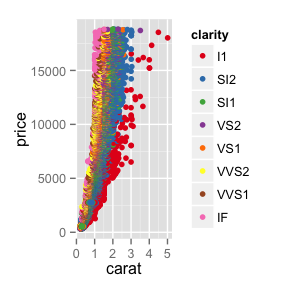 clarity
I1
SI2
SI1
VS2
VS1
VVS2
VVS1
IF
price
15000
10000
5000
0
0 1 2 3 4 5
carat